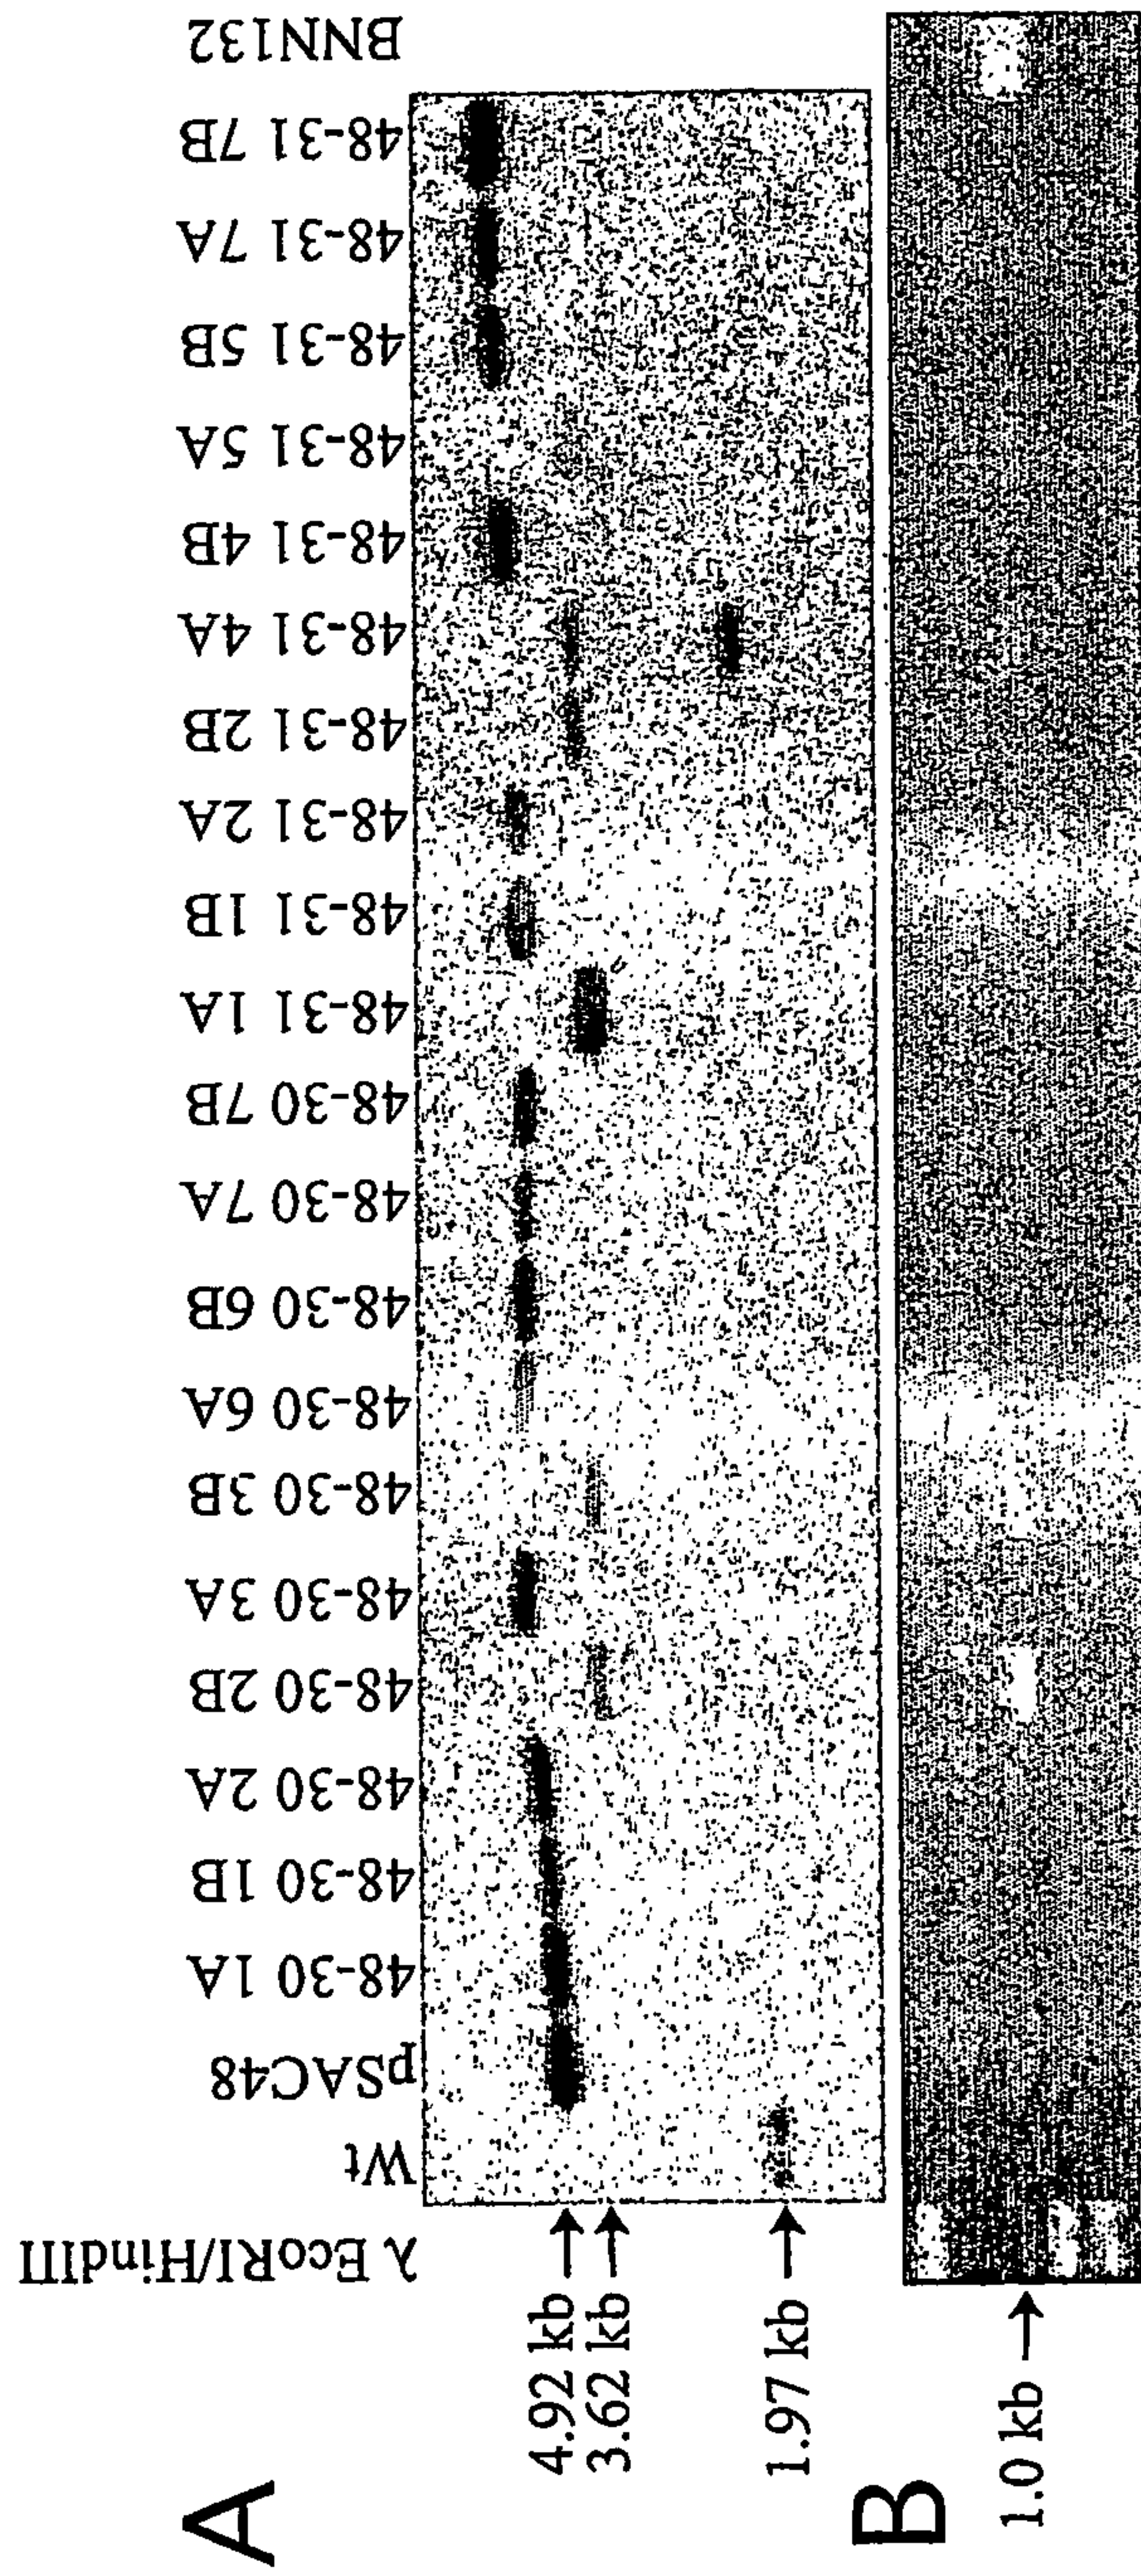 A
λ EcoRI/HindIII
Wt
pSAC48
48-30 1A
48-30 1B
48-30 2A
48-30 2B
48-30 3A
48-30 3B
48-30 6A
48-30 6B
48-30 7A
48-30 7B
48-31 1A
48-31 1B
48-31 2A
48-31 2B
48-31 4A
48-31 4B
48-31 5A
48-31 5B
48-31 7A
48-31 7B
BNN132
4.92 kb
3.62 kb
1.97 kb
B
1.0 kb